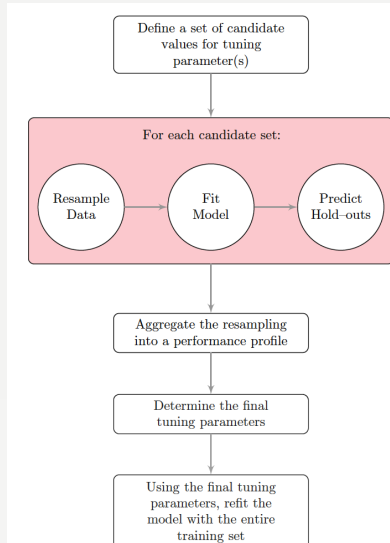 Define a set of candidate
values for tuning
parameter(s)
For each candidate set:
Resample
Data
Fit
Model
Predict
Hold–outs
Aggregate the resampling
into a performance profile
Determine the final
tuning parameters
Using the final tuning
parameters, refit the
model with the entire
training set